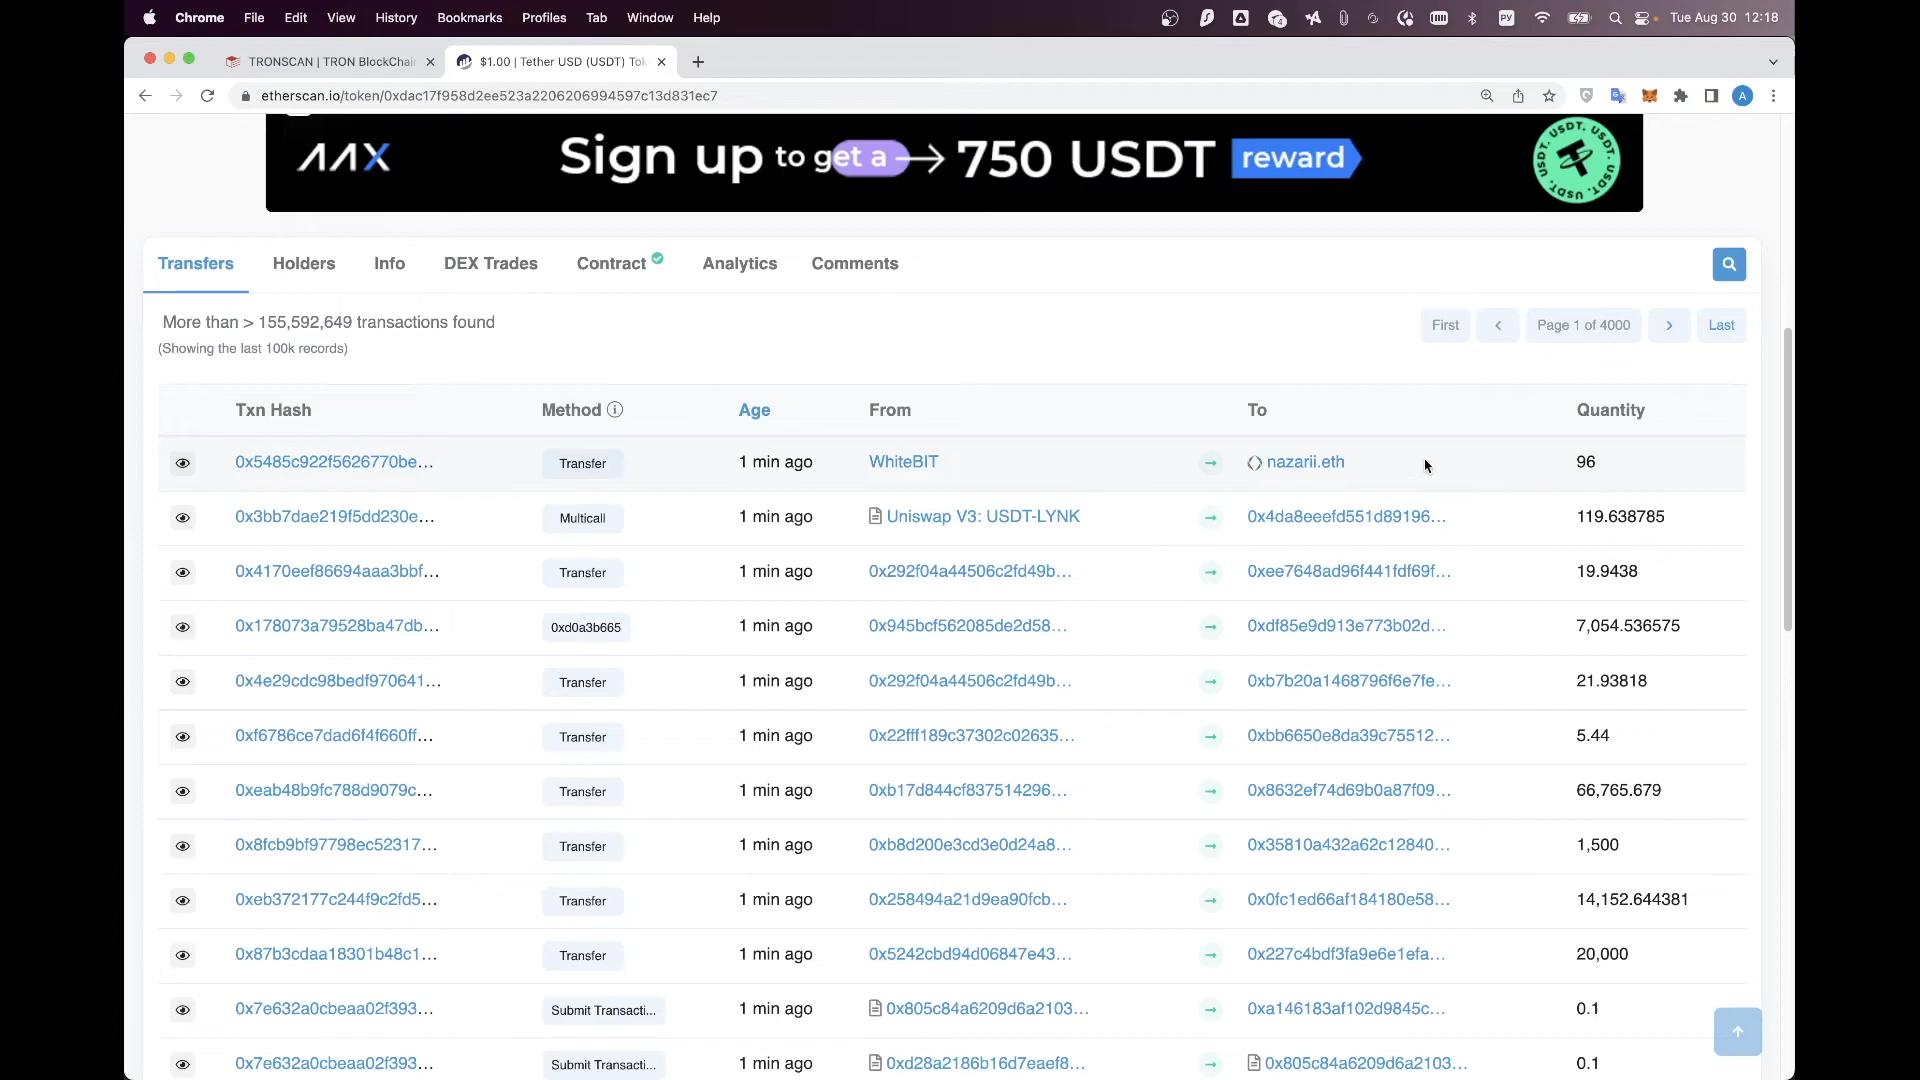 Chrome File Edit View History Bookmarks Profiles Tab Window Help
4 РУ Tue Aug 30 12:18
TRONSCAN | TRON BlockChai
$1.00 | Tether USD (USDT) Tok
etherscan.io/token/0xdac17f958d2ee523a2206206994597c13d831ec7
A
AAX Sign up to get a 750 USDT reward
USDT. USDT. USDT. USDT.
Transfers Holders Info DEX Trades Contract Analytics Comments
More than > 155,592,649 transactions found
First Page 1 of 4000 Last
(Showing the last 100k records)
Txn Hash Method Age From To Quantity
0x5485c922f5626770be... Transfer 1 min ago WhiteBIT nazarii.eth 96
0x3bb7dae219f5dd230e... Multicall 1 min ago Uniswap V3: USDT-LYNK 0x4da8eeefd551d89196... 119.638785
0x4170eef86694aaa3bbf... Transfer 1 min ago 0x292f04a44506c2fd49b... 0xee7648ad96f441fdf69f... 19.9438
0x178073a79528ba47db... 0xd0a3b665 1 min ago 0x945bcf562085de2d58... 0xdf85e9d913e773b02d... 7,054.536575
0x4e29cdc98bedf970641... Transfer 1 min ago 0x292f04a44506c2fd49b... 0xb7b20a1468796f6e7fe... 21.93818
0xf6786ce7dad6f4f660ff... Transfer 1 min ago 0x22fff189c37302c02635... 0xbb6650e8da39c75512... 5.44
0xeab48b9fc788d9079c... Transfer 1 min ago 0xb17d844cf837514296... 0x8632ef74d69b0a87f09... 66,765.679
0x8fcb9bf97798ec52317... Transfer 1 min ago 0xb8d200e3cd3e0d24a8... 0x35810a432a62c12840... 1,500
0xeb372177c244f9c2fd5... Transfer 1 min ago 0x258494a21d9ea90fcb... 0x0fc1ed66af184180e58... 14,152.644381
0x87b3cdaa18301b48c1... Transfer 1 min ago 0x5242cbd94d06847e43... 0x227c4bdf3fa9e6e1efa... 20,000
0x7e632a0cbeaa02f393... Submit Transacti... 1 min ago 0x805c84a6209d6a2103... 0xa146183af102d9845c... 0.1
0x7e632a0cbeaa02f393... Submit Transacti... 1 min ago 0xd28a2186b16d7eaef8... 0x805c84a6209d6a2103... 0.1